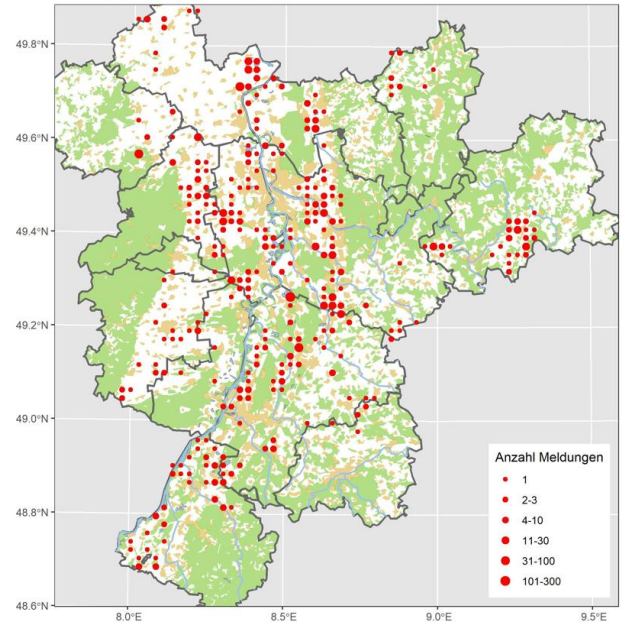 49.8°N
49.6°N
49.4°N
49.2°N
49.0°N
48.8°N
48.6°N
8.0°E
8.5°E
9.0°E
9.5°E
Anzahl Meldungen
1
2-3
4-10
11-30
31-100
101-300